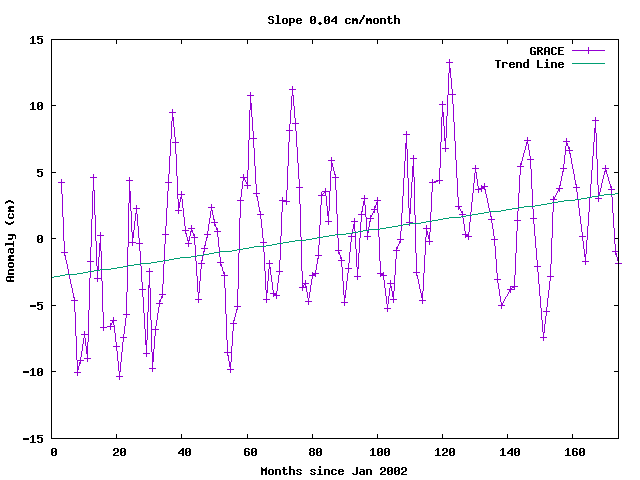 Slope 0.04 cm/month
GRACE
Trend Line
15
10
5
0
-5
-10
-15
Anomaly (cm)
0 20 40 60 80 100 120 140 160
Months since Jan 2002